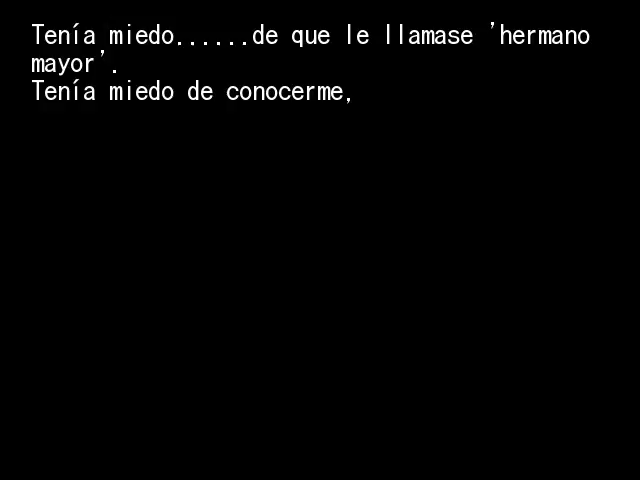 Tenía miedo......de que le llamase 'hermano
mayor'.
Tenía miedo de conocerme,